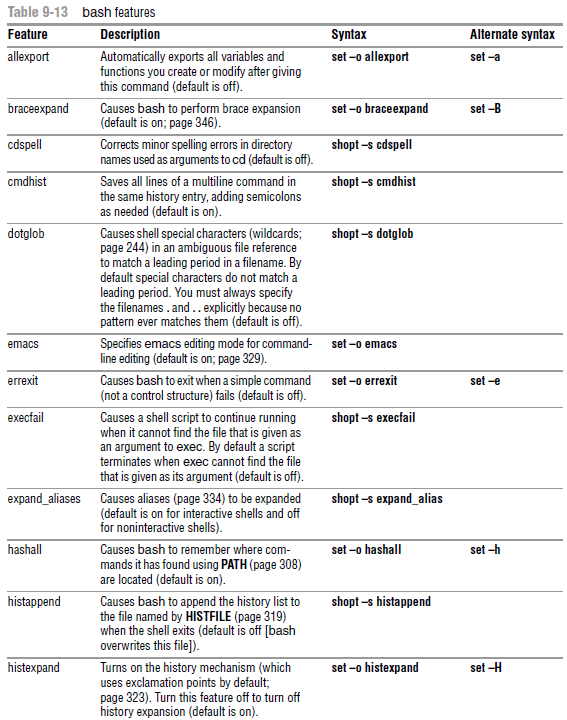 Table 9-13 bash features
Feature Description Syntax Alternate syntax
allexport Automatically exports all variables and set –o allexport set –a
functions you create or modify after giving
this command (default is off).
braceexpand Causes bash to perform brace expansion set –o braceexpand set –B
(default is on; page 346).
cdspell Corrects minor spelling errors in directory shopt –s cdspell
names used as arguments to cd (default is off).
cmdhist Saves all lines of a multiline command in shopt –s cmdhist
the same history entry, adding semicolons
as needed (default is on).
dotglob Causes shell special characters (wildcards; shopt –s dotglob
page 244) in an ambiguous file reference
to match a leading period in a filename. By
default special characters do not match a
leading period. You must always specify
the filenames . and . . explicitly because no
pattern ever matches them (default is off).
emacs Specifies emacs editing mode for command- set –o emacs
line editing (default is on; page 329).
errexit Causes bash to exit when a simple command set –o errexit set –e
(not a control structure) fails (default is off).
execfail Causes a shell script to continue running shopt –s execfail
when it cannot find the file that is given as
an argument to exec. By default a script
terminates when exec cannot find the file
that is given as its argument (default is off).
expand_aliases Causes aliases (page 334) to be expanded shopt –s expand_alias
(default is on for interactive shells and off
for noninteractive shells).
hashall Causes bash to remember where com- set –o hashall set –h
mands it has found using PATH (page 308)
are located (default is on).
histappend Causes bash to append the history list to shopt –s histappend
the file named by HISTFILE (page 319)
when the shell exits (default is off [bash
overwrites this file]).
histexpand Turns on the history mechanism (which set –o histexpand set –H
uses exclamation points by default;
page 323). Turn this feature off to turn off
history expansion (default is on).